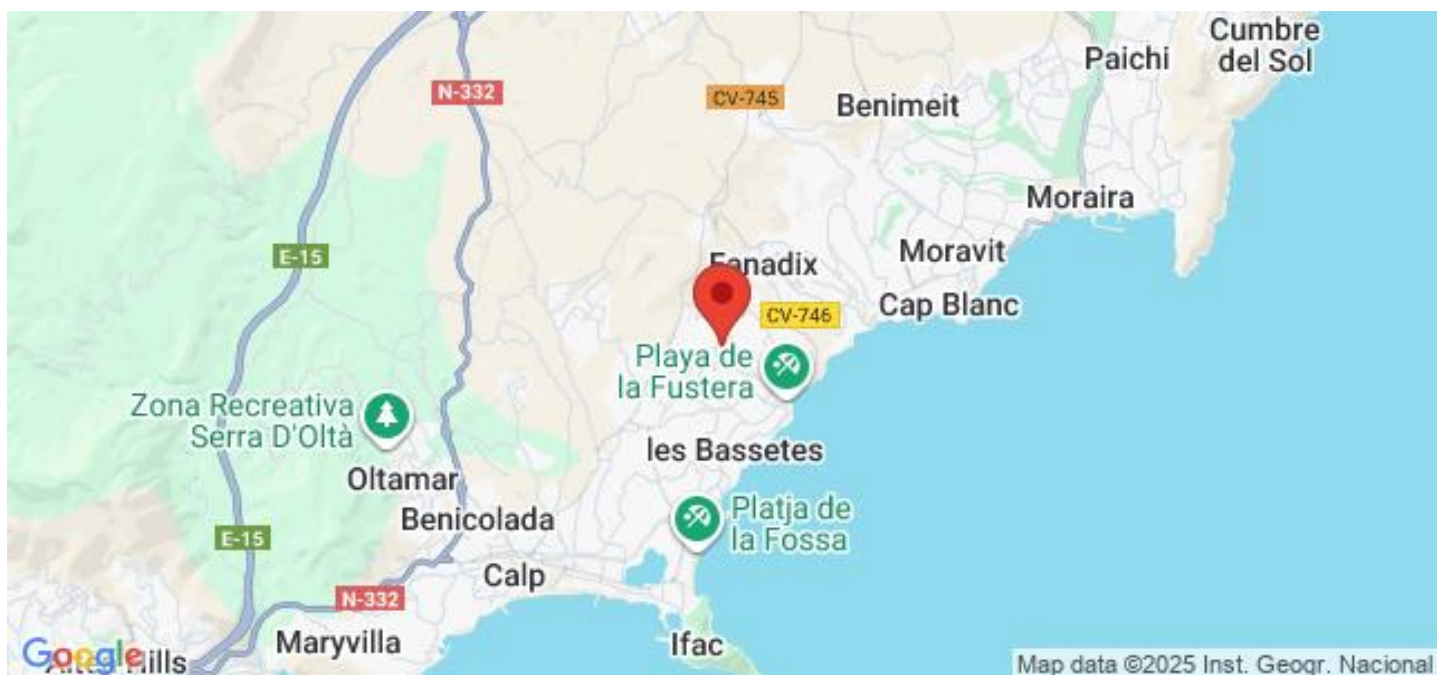 Cumbre
del Sol
Paichi
N-332
CV-745
Benimeit
Moraira
E-15
Fanadix
Moravit
Cap Blanc
CV-746
Playa de
la Fustera
Zona Recreativa
Serra D'Oltà
les Bassetes
Oltamar
Benicolada
Platja de
la Fossa
E-15
Calp
N-332
Maryvilla
Ifac
Google
Hills
Map data ©2025 Inst. Geogr. Nacional